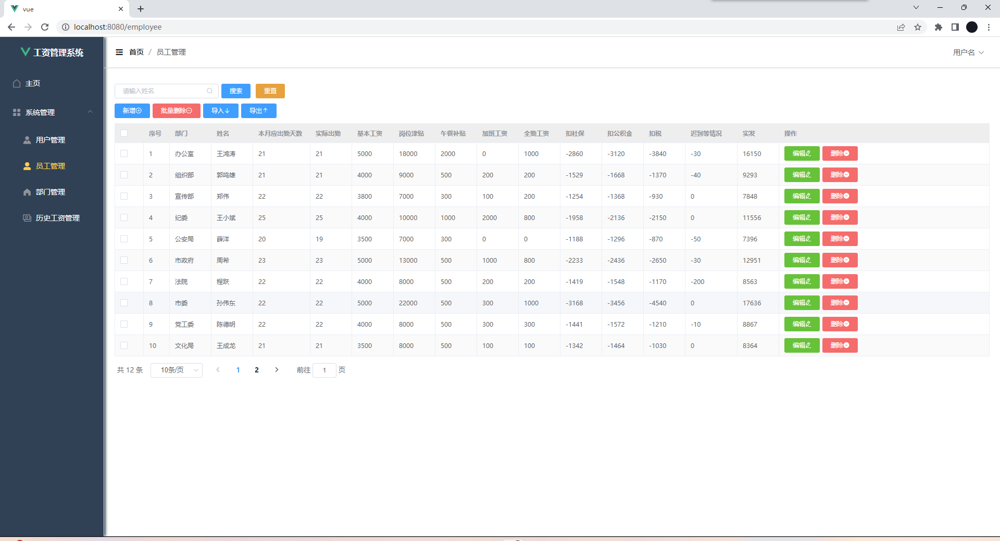 vue
localhost:8080/employee
工资管理系统
首页 / 员工管理
用户名
主页
系统管理
用户管理
员工管理
部门管理
历史工资管理
请输入姓名 搜索 重置
新增 批量删除 导入 导出
序号 部门 姓名 本月应出勤天数 实际出勤 基本工资 岗位津贴 午餐补贴 加班工资 全勤工资 扣社保 扣公积金 扣税 迟到等情况 实发 操作
1 办公室 王鸿涛 21 21 5000 18000 2000 0 1000 -2860 -3120 -3840 -30 16150 编辑 删除
2 组织部 郭鸣雄 21 21 4000 9000 500 200 200 -1529 -1668 -1370 -40 9293 编辑 删除
3 宣传部 郑伟 22 22 3800 7000 300 100 200 -1254 -1368 -930 0 7848 编辑 删除
4 纪委 王小斌 25 25 4000 10000 1000 2000 800 -1958 -2136 -2150 0 11556 编辑 删除
5 公安局 薛洋 20 19 3500 7000 300 0 0 -1188 -1296 -870 -50 7396 编辑 删除
6 市政府 周希 23 23 5000 13000 500 1000 800 -2233 -2436 -2650 -30 12951 编辑 删除
7 法院 程跃 22 22 4000 8000 500 200 200 -1419 -1548 -1170 -200 8563 编辑 删除
8 市委 孙伟东 22 22 5000 22000 500 300 1000 -3168 -3456 -4540 0 17636 编辑 删除
9 党工委 陈德明 22 22 4000 8000 500 300 300 -1441 -1572 -1210 -10 8867 编辑 删除
10 文化局 王成龙 21 21 3500 8000 500 100 100 -1342 -1464 -1030 0 8364 编辑 删除
共 12 条 10条/页 1 2 前往 1 页